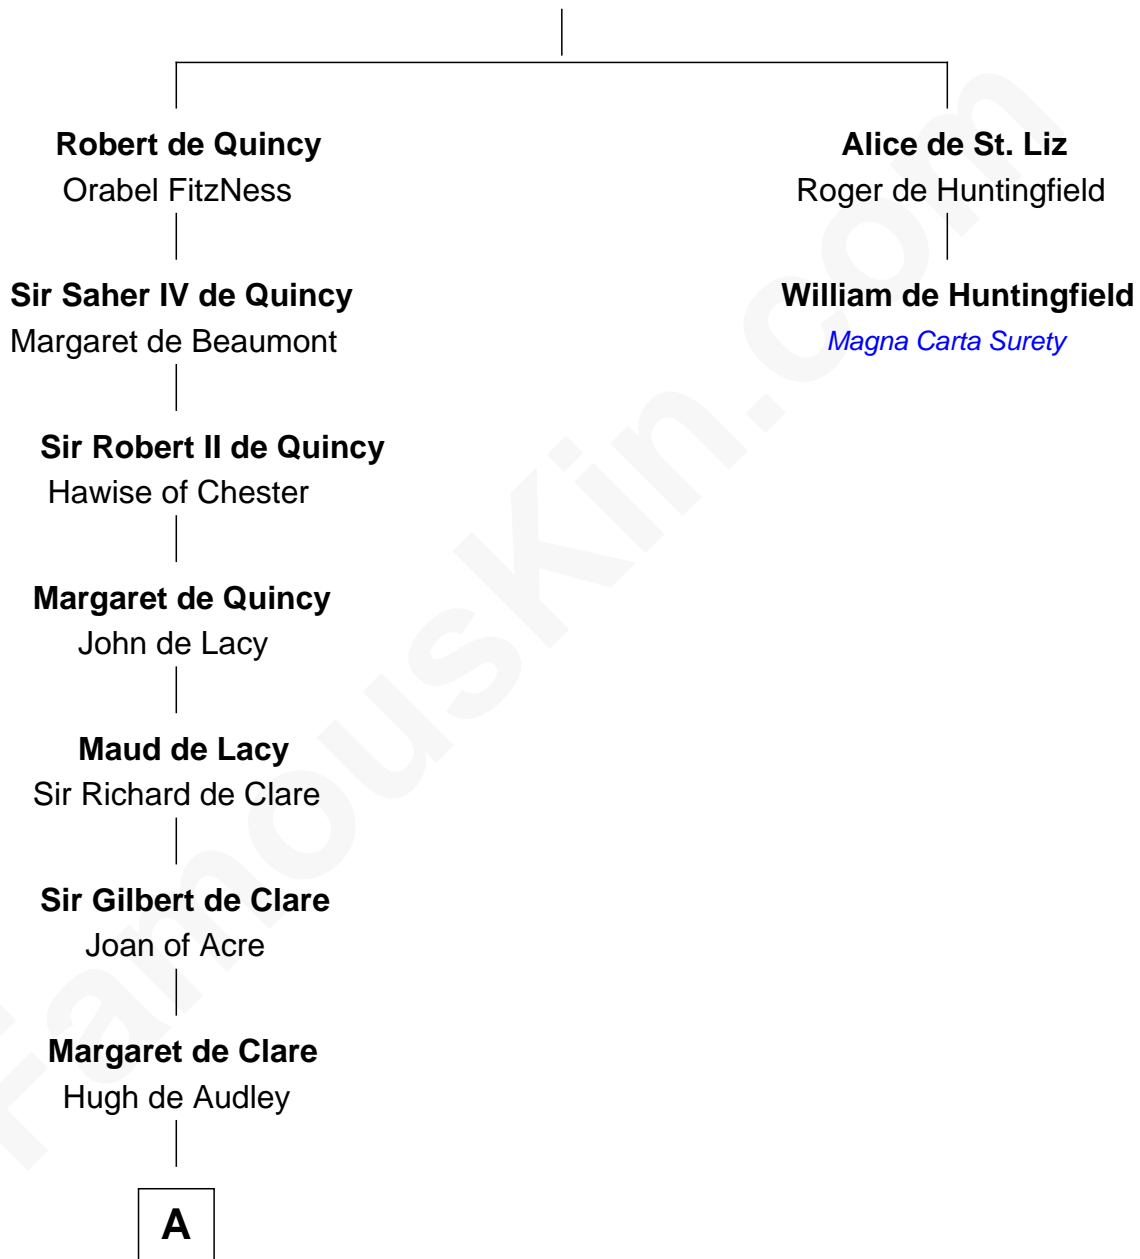 Robert de Quincy
Orabel FitzNess
Alice de St. Liz
Roger de Huntingfield
Sir Saher IV de Quincy
Margaret de Beaumont
William de Huntingfield
Magna Carta Surety
Sir Robert II de Quincy
Hawise of Chester
Margaret de Quincy
John de Lacy
Maud de Lacy
Sir Richard de Clare
Sir Gilbert de Clare
Joan of Acre
Margaret de Clare
Hugh de Audley
A
FamousKin.com